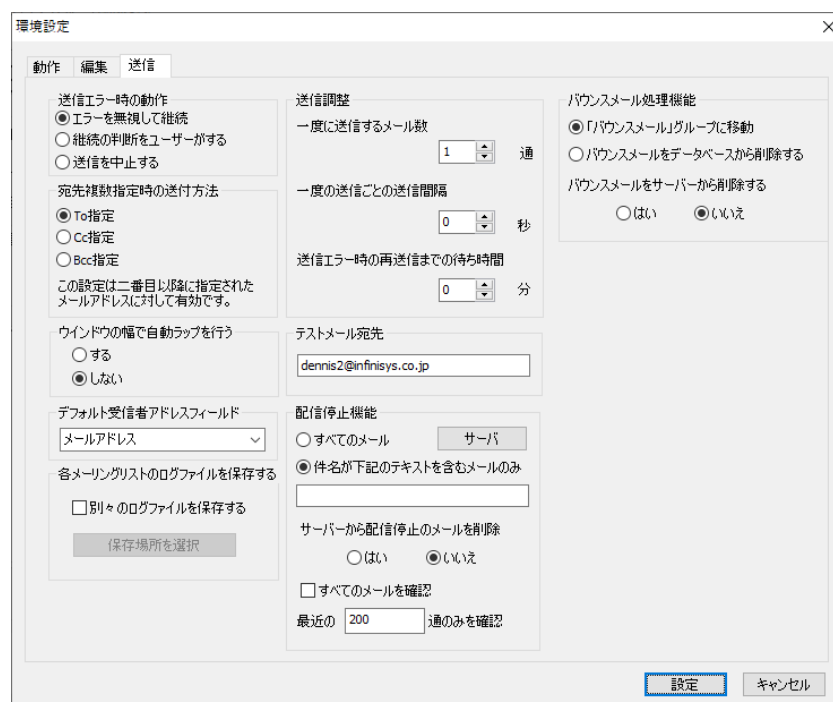 環境設定
動作
編集
送信
送信エラー時の動作
エラーを無視して継続
継続の判断をユーザーがする
送信を中止する
宛先複数指定時の送付方法
To指定
Cc指定
Bcc指定
この設定は二番目以降に指定された
メールアドレスに対して有効です。
ウインドウの幅で自動ラップを行う
する
しない
デフォルト受信者アドレスフィールド
メールアドレス
各メーリングリストのログファイルを保存する
別々のログファイルを保存する
保存場所を選択
送信調整
一度に送信するメール数
1 通
一度の送信ごとの送信間隔
0 秒
送信エラー時の再送信までの待ち時間
0 分
テストメール宛先
dennis2@infinisys.co.jp
配信停止機能
すべてのメール
サーバ
件名が下記のテキストを含むメールのみ
サーバーから配信停止のメールを削除
はい
いいえ
すべてのメールを確認
最近の 200 通のみを確認
バウンスメール処理機能
「バウンスメール」グループに移動
バウンスメールをデータベースから削除する
バウンスメールをサーバーから削除する
はい
いいえ
設定
キャンセル